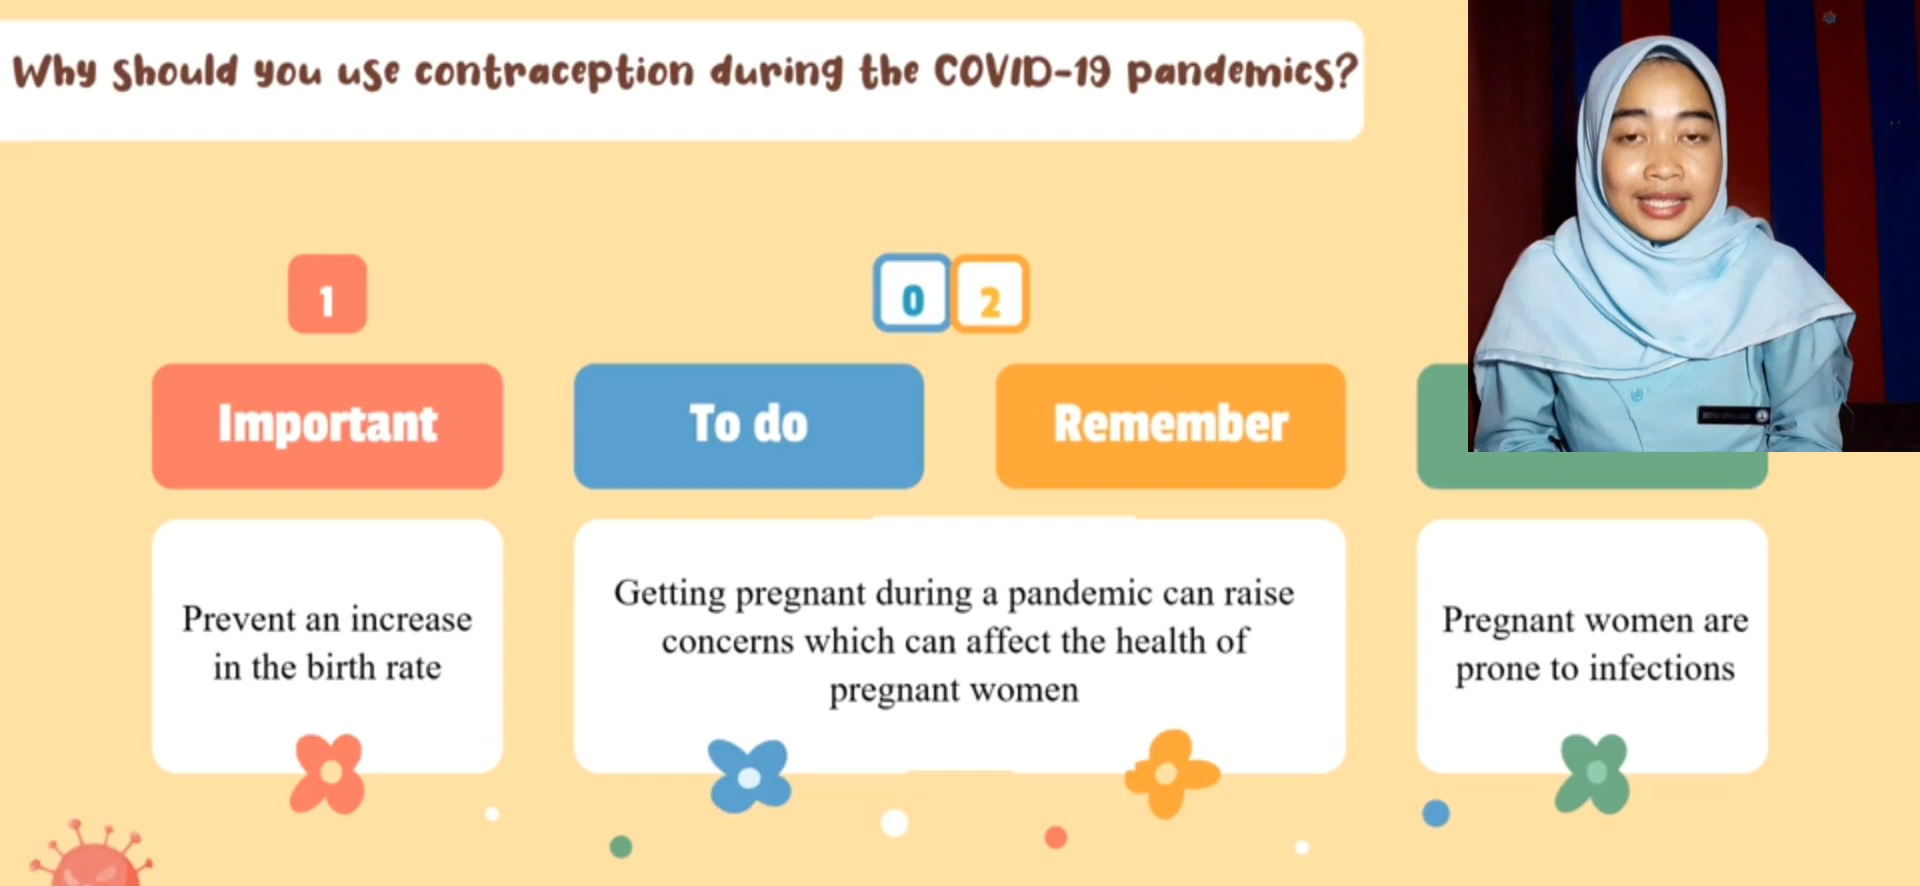 Why should you use contraception during the COVID-19 pandemics?
1
0 2
Important
To do
Remember
Prevent an increase
in the birth rate
Getting pregnant during a pandemic can raise
concerns which can affect the health of
pregnant women
Pregnant women are
prone to infections